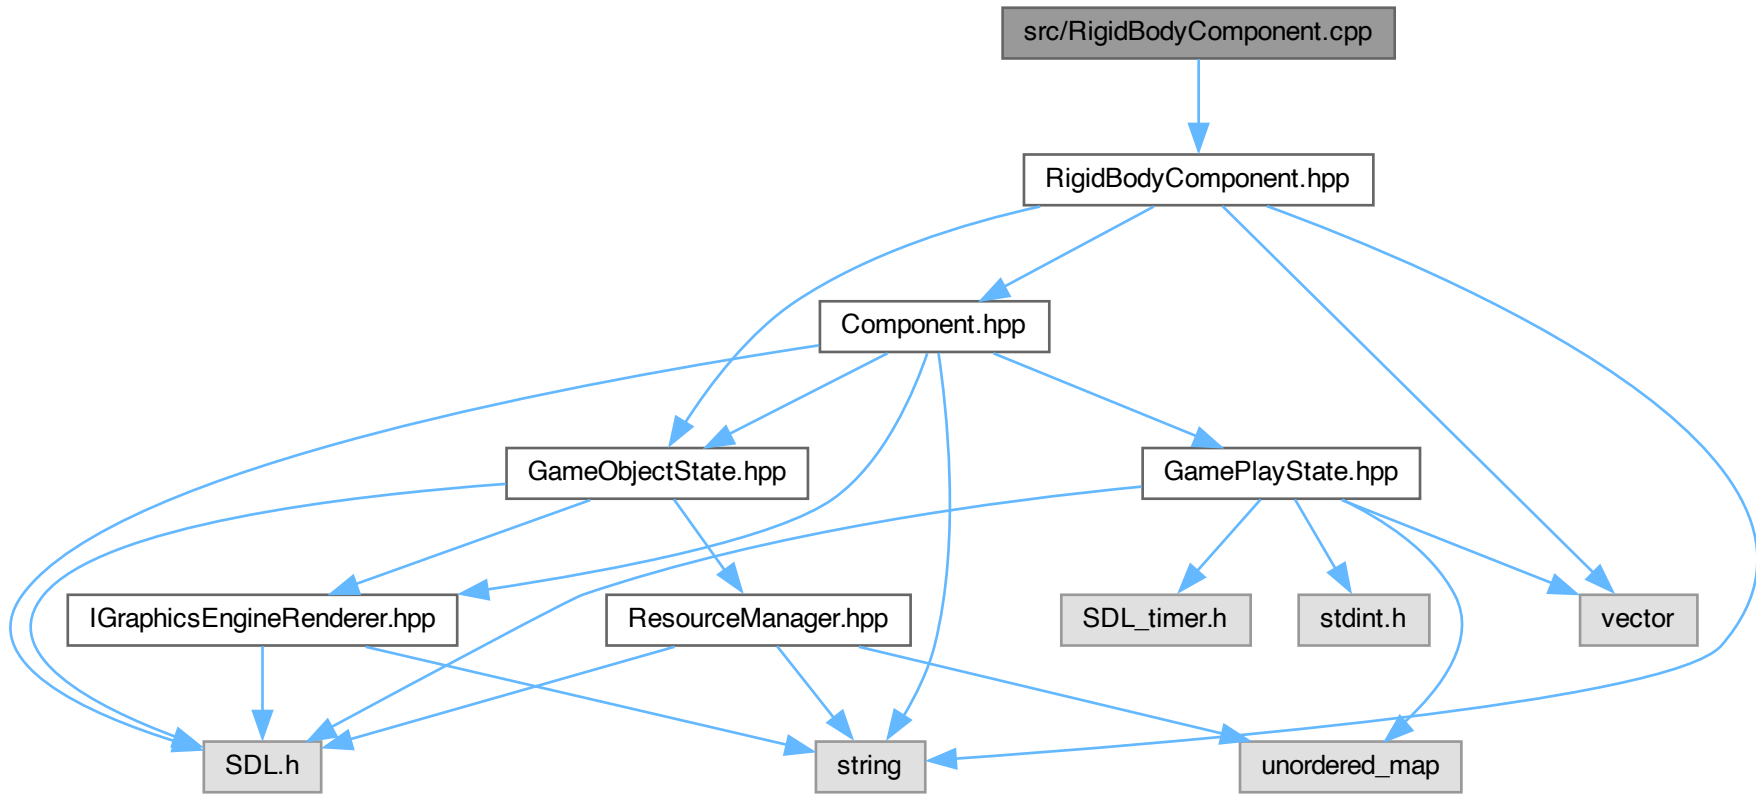 src/RigidBodyComponent.cpp
RigidBodyComponent.hpp
Component.hpp
GameObjectState.hpp
GamePlayState.hpp
IGraphicsEngineRenderer.hpp
ResourceManager.hpp
SDL_timer.h
stdint.h
vector
SDL.h
string
unordered_map